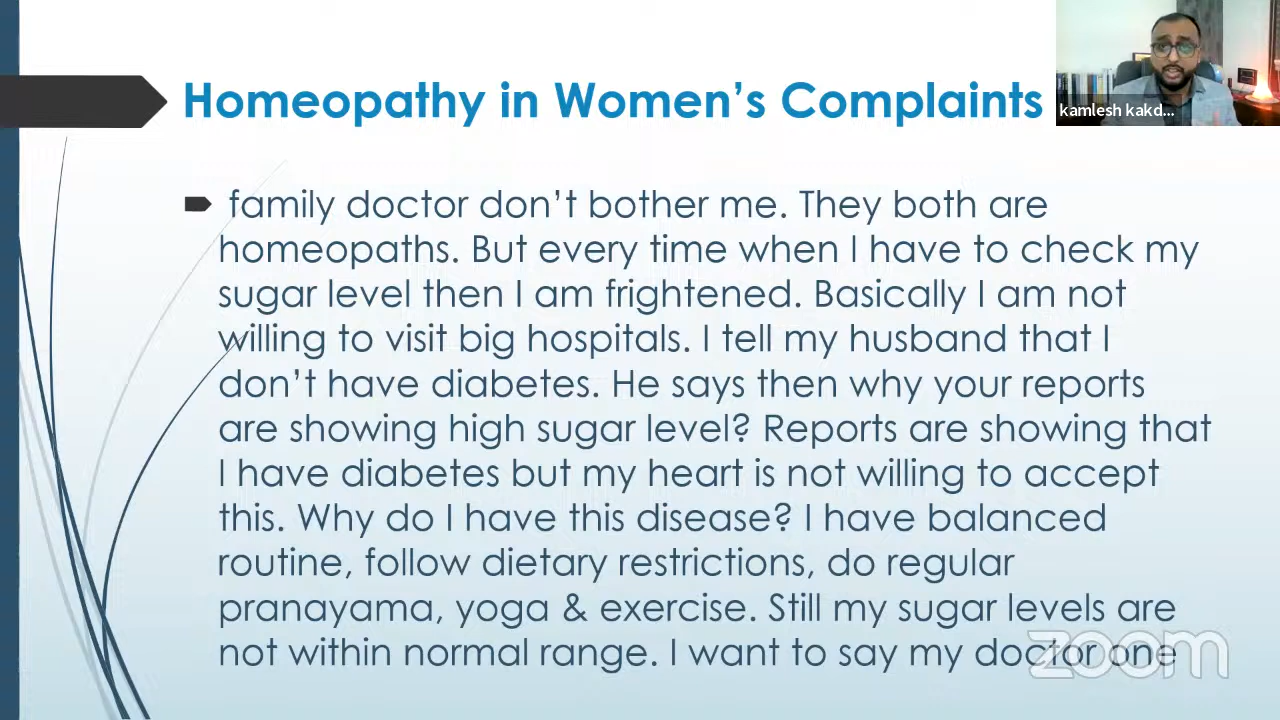 Homeopathy in Women's Complaints
kamlesh kakd...
family doctor don't bother me. They both are
homeopaths. But every time when I have to check my
sugar level then I am frightened. Basically I am not
willing to visit big hospitals. I tell my husband that I
don't have diabetes. He says then why your reports
are showing high sugar level? Reports are showing that
I have diabetes but my heart is not willing to accept
this. Why do I have this disease? I have balanced
routine, follow dietary restrictions, do regular
pranayama, yoga & exercise. Still my sugar levels are
not within normal range. I want to say my doctor one
zoom